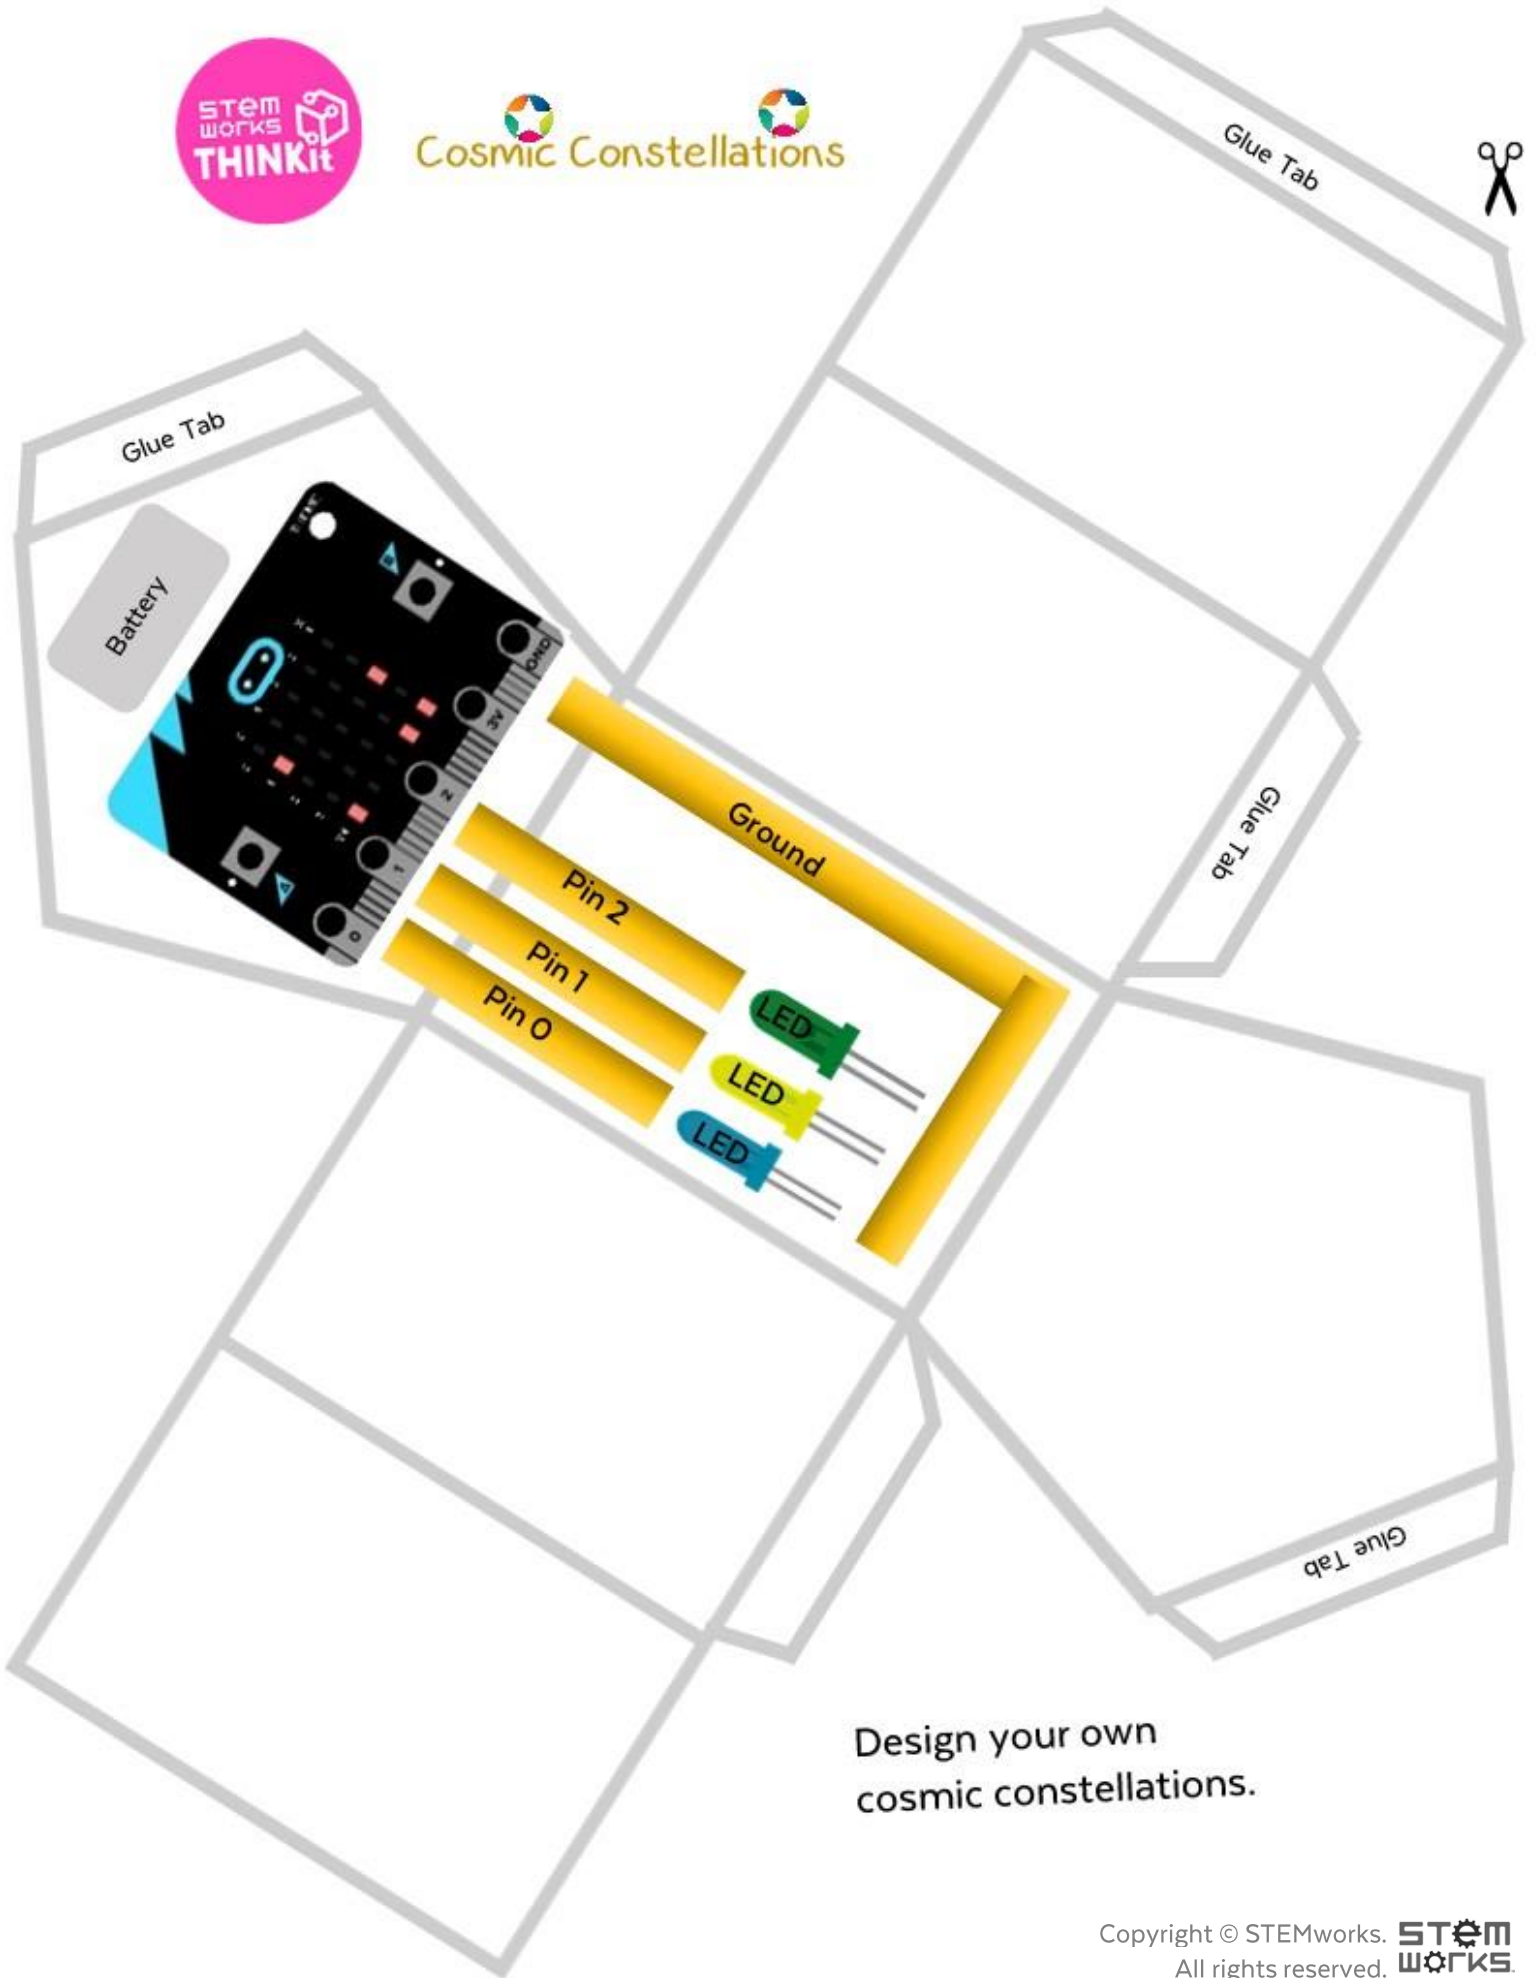 STEM
WORKS
THINKit
Cosmic Constellations
Glue Tab
Glue Tab
Battery
B
GND
3V
2
1
0
A
Ground
Pin 2
Pin 1
Pin 0
LED
LED
LED
Glue Tab
Glue Tab
Design your own
cosmic constellations.
Copyright © STEMworks.
All rights reserved.
STEM
WORKS